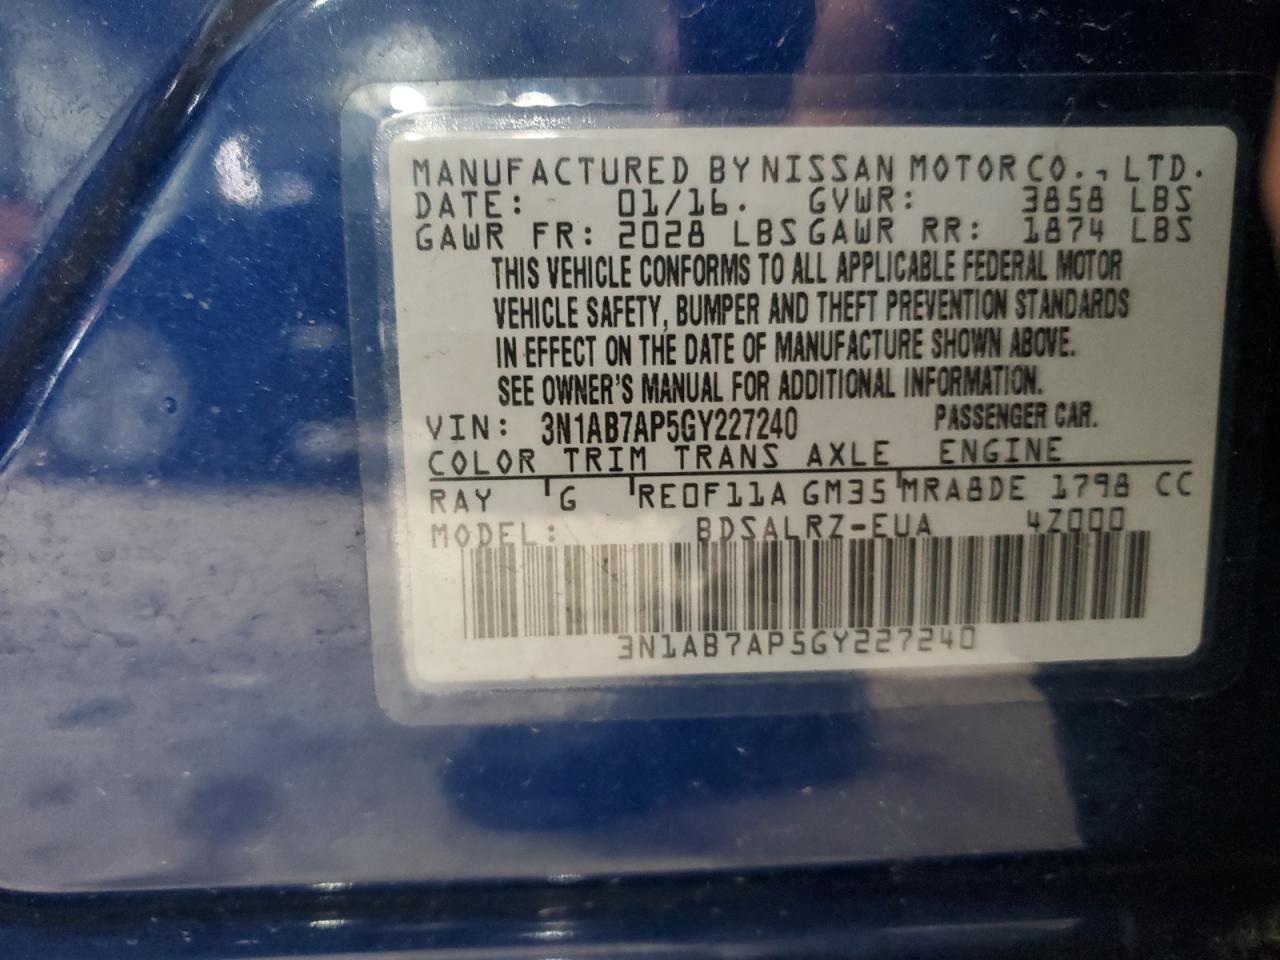 MANUFACTURED BY NISSAN MOTOR CO., LTD.
DATE: 01/16. GVWR: 3858 LBS
GAWR FR: 2028 LBS GAWR RR: 1874 LBS
THIS VEHICLE CONFORMS TO ALL APPLICABLE FEDERAL MOTOR
VEHICLE SAFETY, BUMPER AND THEFT PREVENTION STANDARDS
IN EFFECT ON THE DATE OF MANUFACTURE SHOWN ABOVE.
SEE OWNER'S MANUAL FOR ADDITIONAL INFORMATION.
VIN: 3N1AB7AP5GY227240 PASSENGER CAR.
COLOR TRIM TRANS AXLE ENGINE
RAY G RE0F11A GM35 MRA8DE 1798 CC
MODEL: BDSALRZ-EUA 4Z000
3N1AB7AP5GY227240